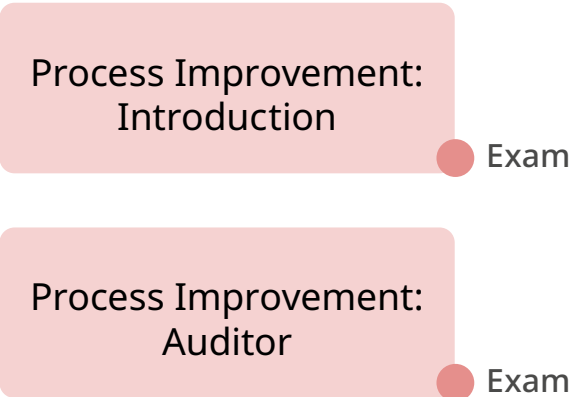 Process Improvement:
Introduction
Exam
Process Improvement:
Auditor
Exam